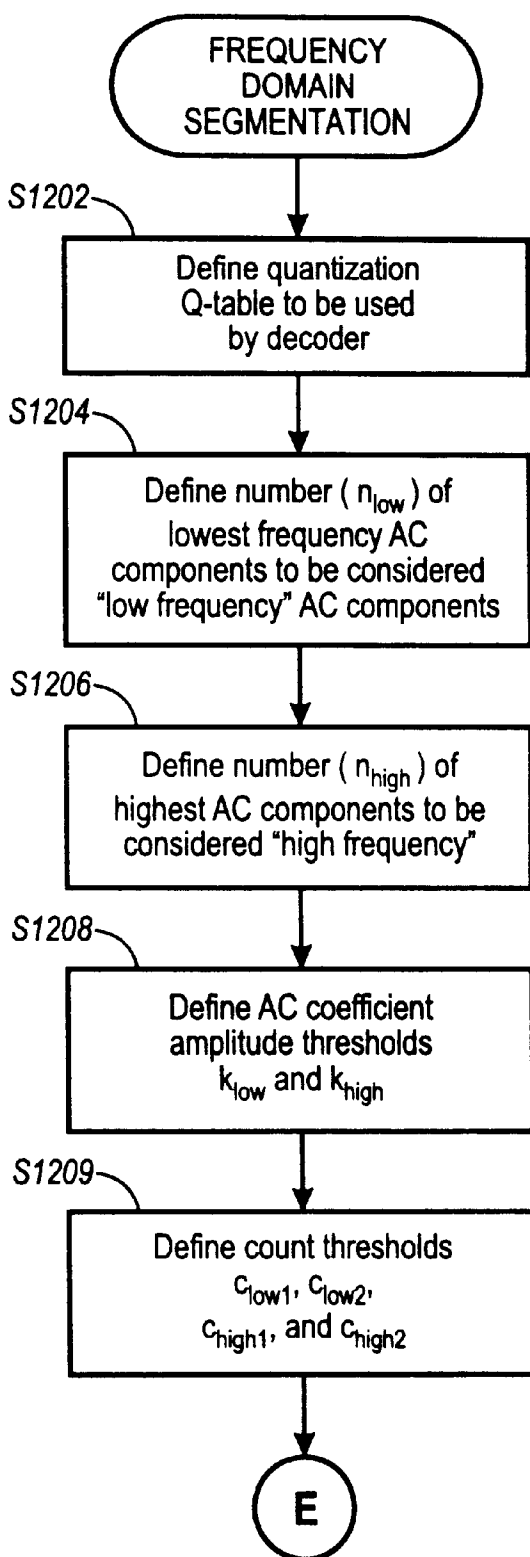 FREQUENCY
DOMAIN
SEGMENTATION
S1202
Define quantization
Q-table to be used
by decoder
S1204
Define number ( n_low ) of
lowest frequency AC
components to be considered
“low frequency” AC components
S1206
Define number ( n_high ) of
highest AC components to be
considered “high frequency”
S1208
Define AC coefficient
amplitude thresholds
k_low and k_high
S1209
Define count thresholds
c_low1, c_low2,
c_high1, and c_high2
E